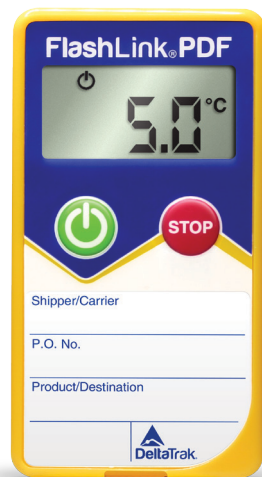 FlashLink®PDF
5.0°C
STOP
Shipper/Carrier
P.O. No.
Product/Destination
DeltaTrak®